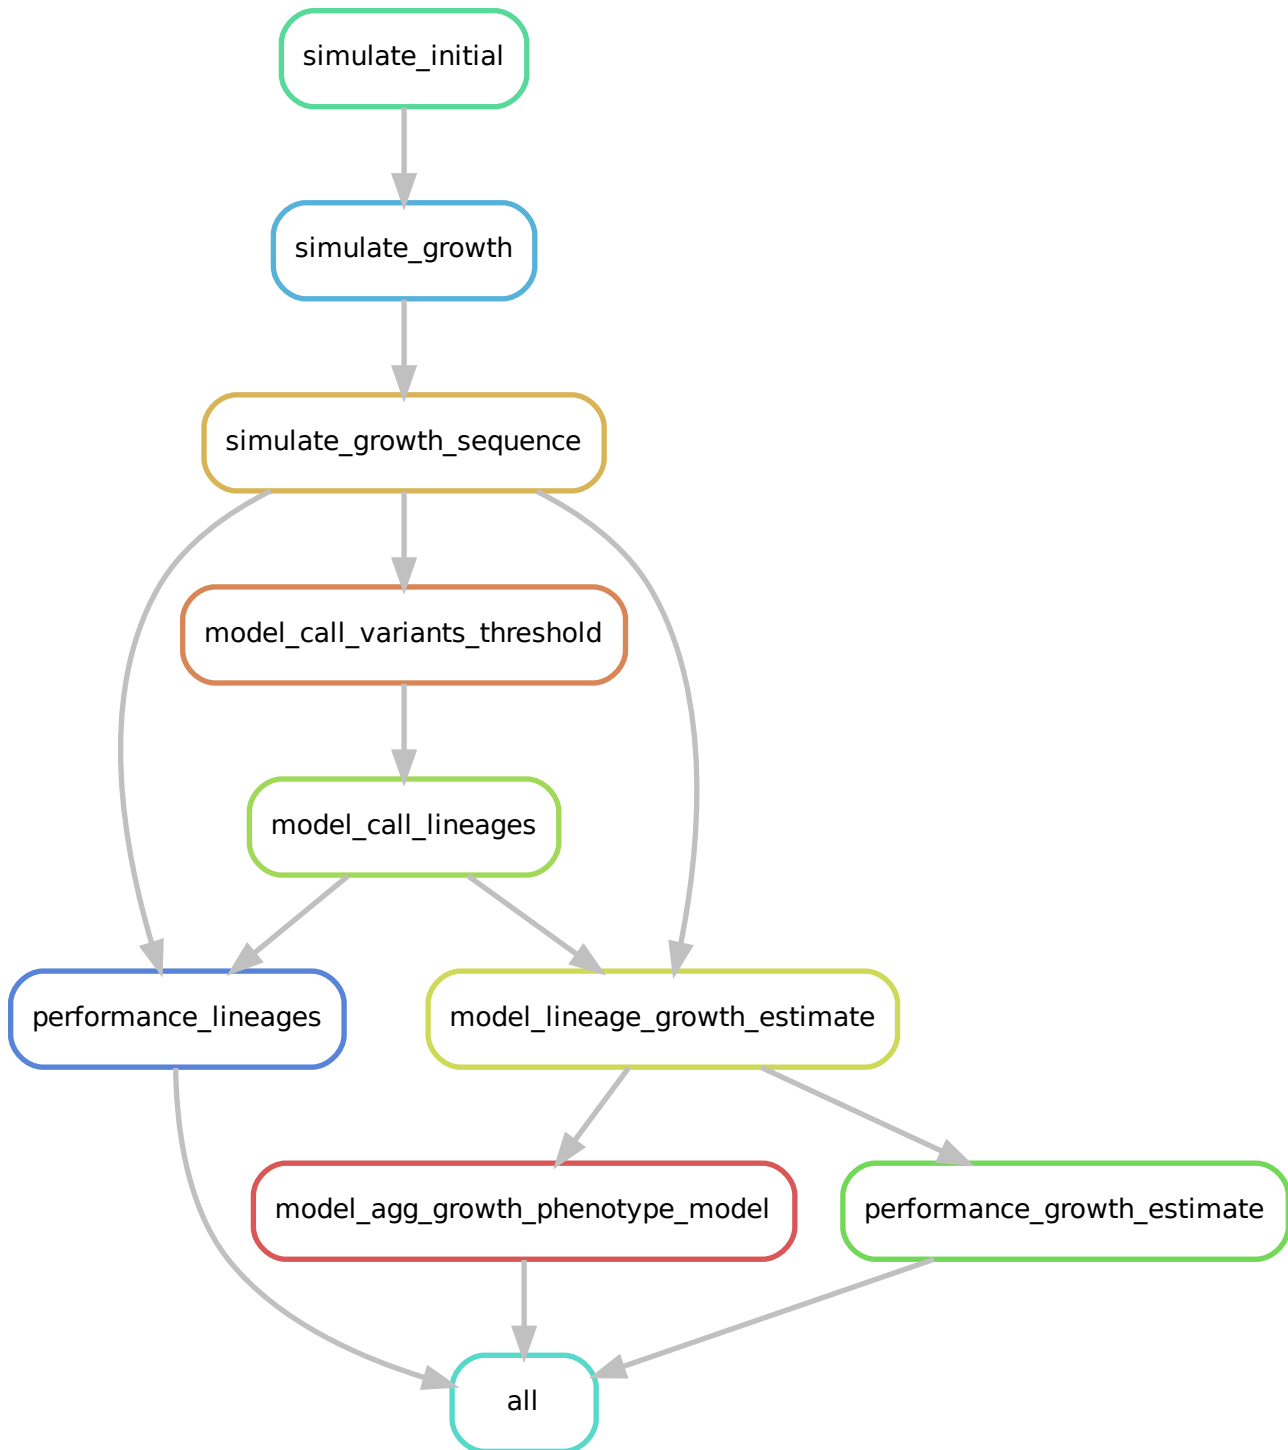 simulate_initial
simulate_growth
simulate_growth_sequence
model_call_variants_threshold
model_call_lineages
performance_lineages
model_lineage_growth_estimate
model_agg_growth_phenotype_model
performance_growth_estimate
all